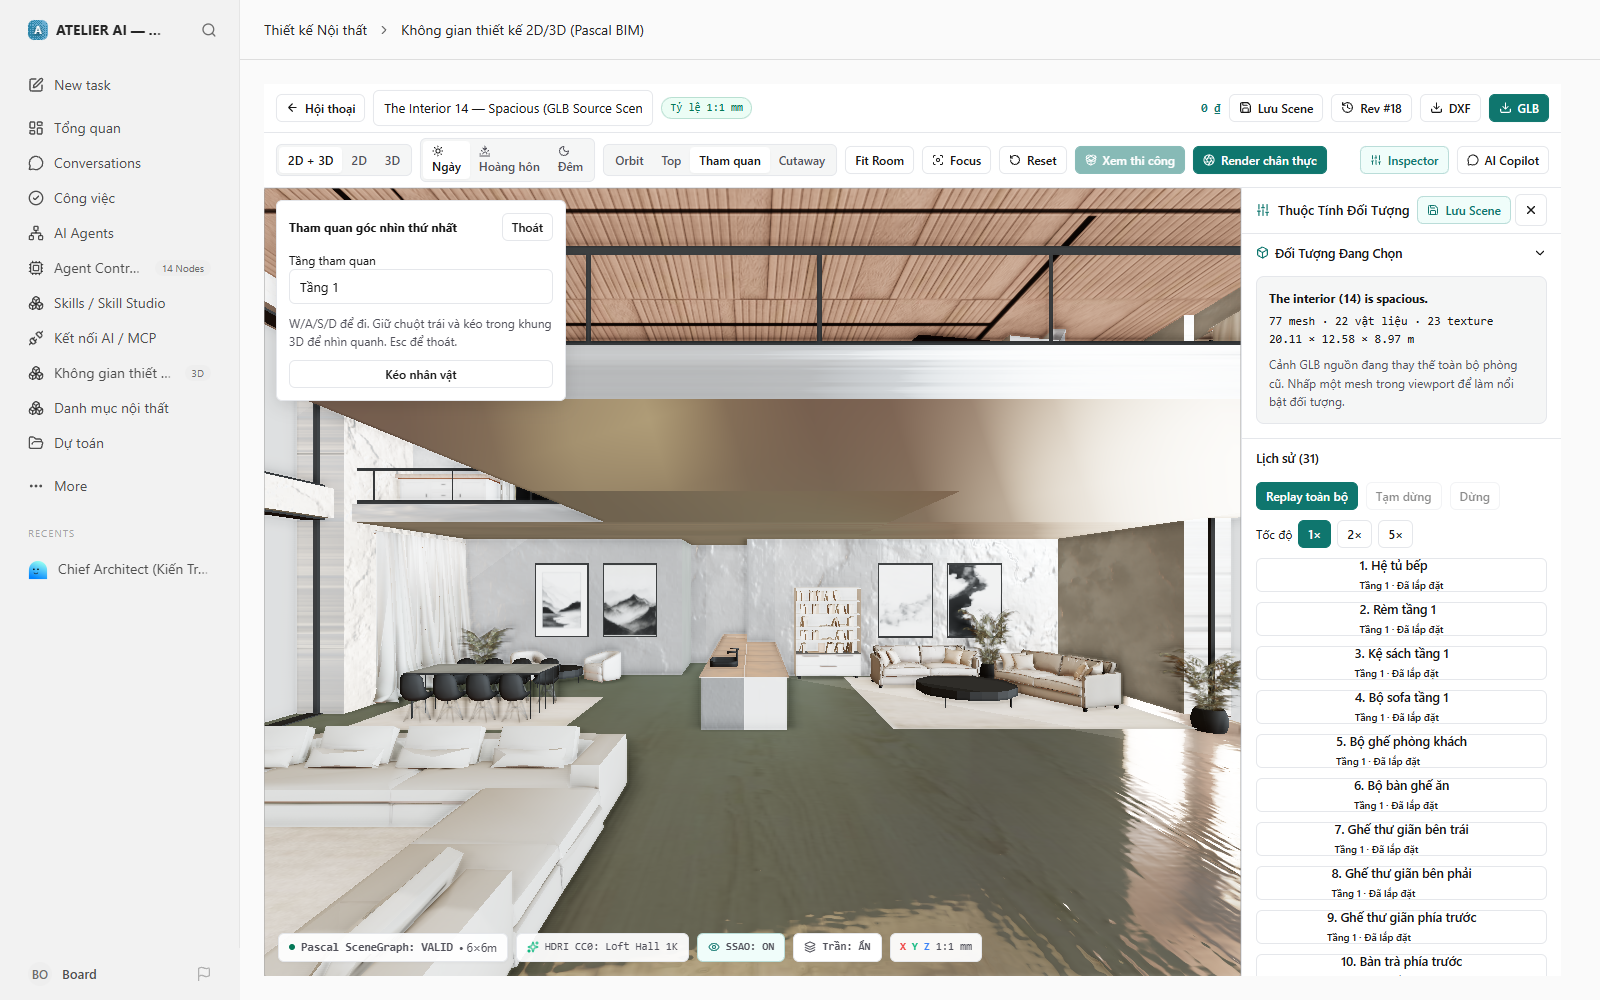 ATELIER AI — ...
New task
Tổng quan
Conversations
Công việc
AI Agents
Agent Contr... 14 Nodes
Skills / Skill Studio
Kết nối AI / MCP
Không gian thiết ... 3D
Danh mục nội thất
Dự toán
More
RECENTS
Chief Architect (Kiến Tr...
BO Board
Thiết kế Nội thất > Không gian thiết kế 2D/3D (Pascal BIM)
Hội thoại
The Interior 14 — Spacious (GLB Source Scen
Tỷ lệ 1:1 mm
0 ₫
Lưu Scene
Rev #18
DXF
GLB
2D + 3D
2D
3D
Ngày
Hoàng hôn
Đêm
Orbit
Top
Tham quan
Cutaway
Fit Room
Focus
Reset
Xem thi công
Render chân thực
Inspector
AI Copilot
Tham quan góc nhìn thứ nhất
Thoát
Tầng tham quan
Tầng 1
W/A/S/D để đi. Giữ chuột trái và kéo trong khung
3D để nhìn quanh. Esc để thoát.
Kéo nhân vật
Pascal SceneGraph: VALID • 6×6m
HDRI CC0: Loft Hall 1K
SSAO: ON
Trần: ẨN
X Y Z 1:1 mm
Thuộc Tính Đối Tượng
Lưu Scene
Đối Tượng Đang Chọn
The interior (14) is spacious.
77 mesh · 22 vật liệu · 23 texture
20.11 × 12.58 × 8.97 m
Cảnh GLB nguồn đang thay thế toàn bộ phòng
cũ. Nhấp một mesh trong viewport để làm nổi
bật đối tượng.
Lịch sử (31)
Replay toàn bộ
Tạm dừng
Dừng
Tốc độ
1×
2×
5×
1. Hệ tủ bếp
Tầng 1 · Đã lắp đặt
2. Rèm tầng 1
Tầng 1 · Đã lắp đặt
3. Kệ sách tầng 1
Tầng 1 · Đã lắp đặt
4. Bộ sofa tầng 1
Tầng 1 · Đã lắp đặt
5. Bộ ghế phòng khách
Tầng 1 · Đã lắp đặt
6. Bộ bàn ghế ăn
Tầng 1 · Đã lắp đặt
7. Ghế thư giãn bên trái
Tầng 1 · Đã lắp đặt
8. Ghế thư giãn bên phải
Tầng 1 · Đã lắp đặt
9. Ghế thư giãn phía trước
Tầng 1 · Đã lắp đặt
10. Bàn trà phía trước